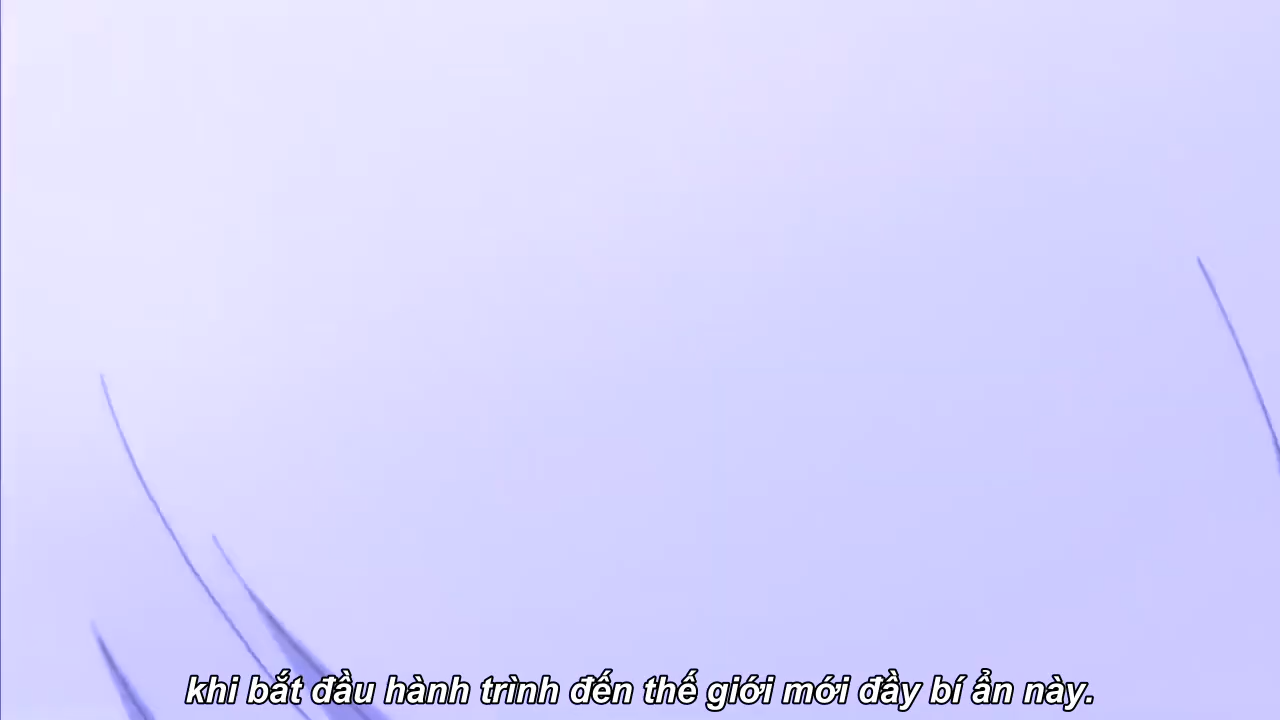 khi bắt đầu hành trình đến thế giới mới đầy bí ẩn này.